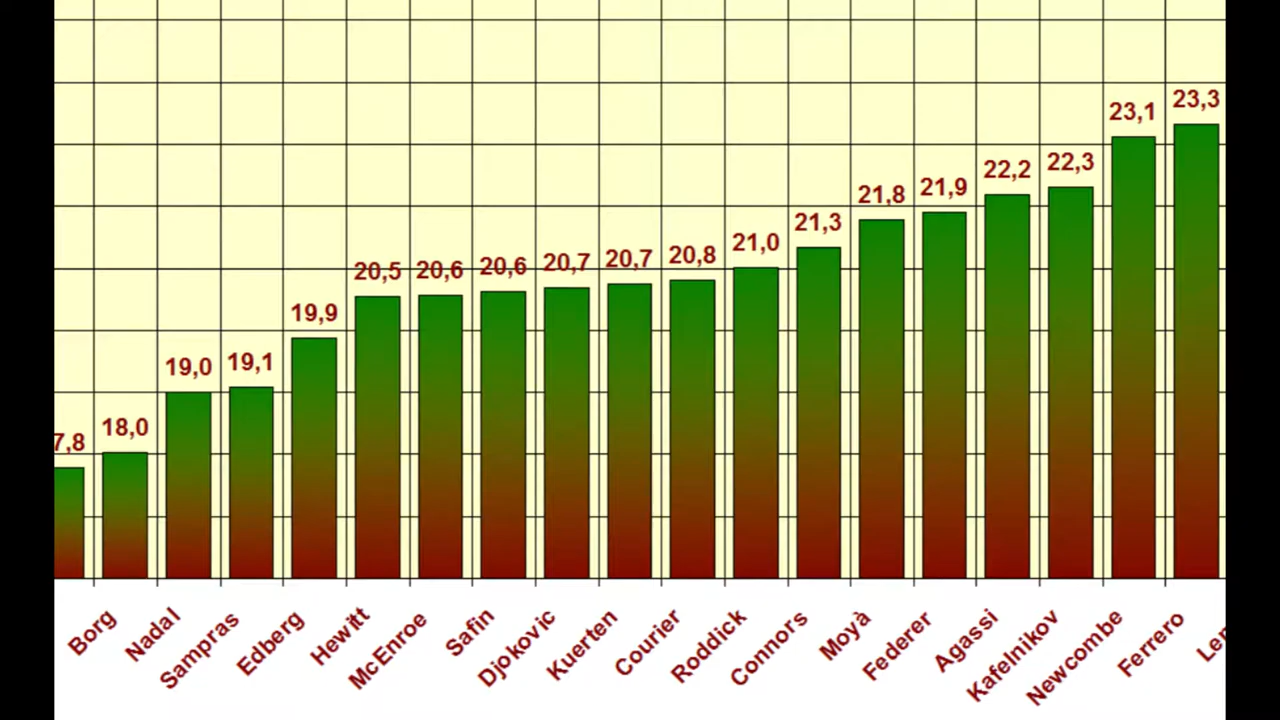 7,8
18,0
19,0
19,1
19,9
20,5
20,6
20,6
20,7
20,7
20,8
21,0
21,3
21,8
21,9
22,2
22,3
23,1
23,3
Borg
Nadal
Sampras
Edberg
Hewitt
McEnroe
Safin
Djokovic
Kuerten
Courier
Roddick
Connors
Moyà
Federer
Agassi
Kafelnikov
Newcombe
Ferrero